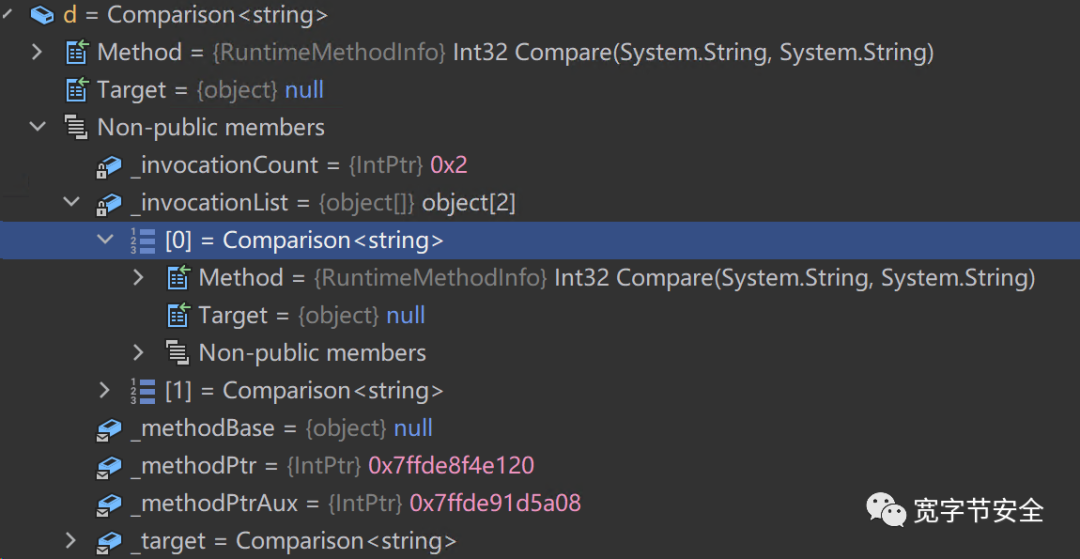 d = Comparison<string>
Method = {RuntimeMethodInfo} Int32 Compare(System.String, System.String)
Target = {object} null
Non-public members
_invocationCount = {IntPtr} 0x2
_invocationList = {object[]} object[2]
[0] = Comparison<string>
Method = {RuntimeMethodInfo} Int32 Compare(System.String, System.String)
Target = {object} null
Non-public members
[1] = Comparison<string>
_methodBase = {object} null
_methodPtr = {IntPtr} 0x7ffde8f4e120
_methodPtrAux = {IntPtr} 0x7ffde91d5a08
_target = Comparison<string>
宽字节安全